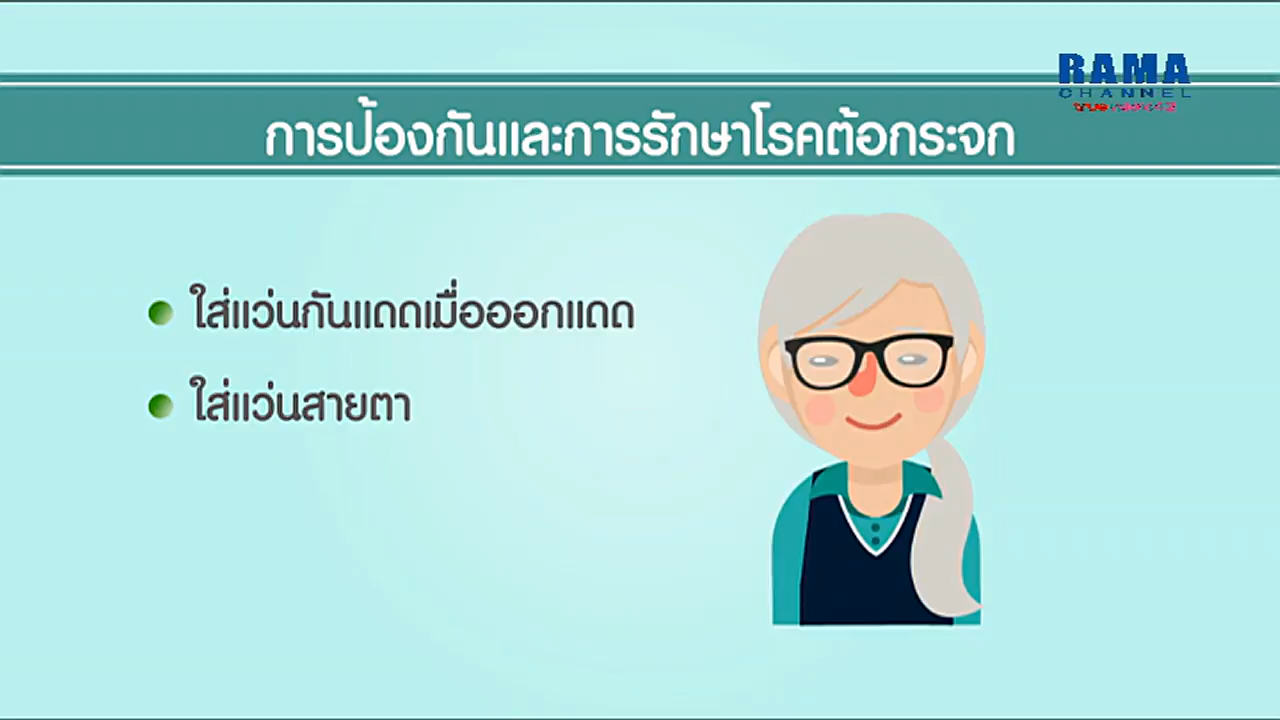 RAMA
CHANNEL
การป้องกันและการรักษาโรคต้อกระจก
ใส่แว่นกันแดดเมื่อออกแดด
ใส่แว่นสายตา